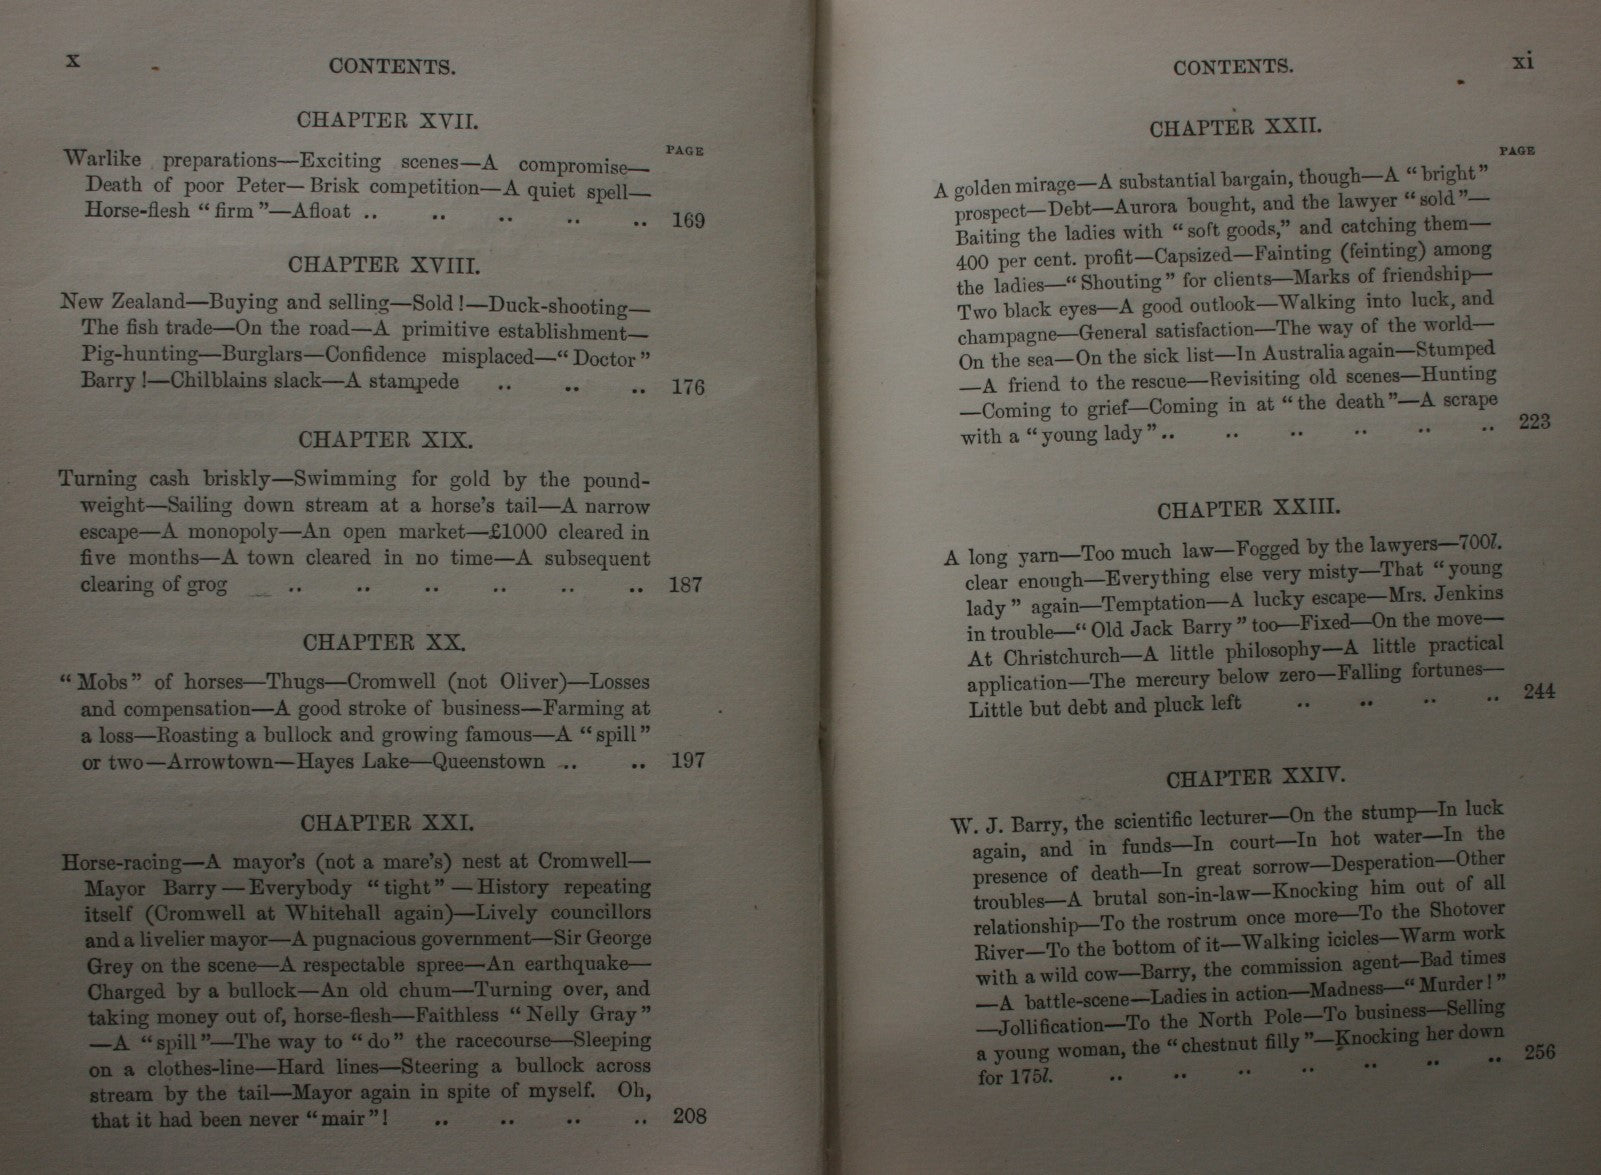 x
CONTENTS.
CHAPTER XVII.
PAGE
Warlike preparations—Exciting scenes—A compromise—
Death of poor Peter—Brisk competition—A quiet spell—
Horse-flesh “firm”—Afloat .. .. .. .. .. 169
CHAPTER XVIII.
New Zealand—Buying and selling—Sold!—Duck-shooting—
The fish trade—On the road—A primitive establishment—
Pig-hunting—Burglars—Confidence misplaced—“Doctor”
Barry!—Chilblains slack—A stampede .. .. .. 176
CHAPTER XIX.
Turning cash briskly—Swimming for gold by the pound-
weight—Sailing down stream at a horse's tail—A narrow
escape—A monopoly—An open market—£1000 cleared in
five months—A town cleared in no time—A subsequent
clearing of grog .. .. .. .. .. .. 187
CHAPTER XX.
“Mobs” of horses—Thugs—Cromwell (not Oliver)—Losses
and compensation—A good stroke of business—Farming at
a loss—Roasting a bullock and growing famous—A “spill”
or two—Arrowtown—Hayes Lake—Queenstown .. .. 197
CHAPTER XXI.
Horse-racing—A mayor's (not a mare's) nest at Cromwell—
Mayor Barry—Everybody “tight”—History repeating
itself (Cromwell at Whitehall again)—Lively councillors
and a livelier mayor—A pugnacious government—Sir George
Grey on the scene—A respectable spree—An earthquake—
Charged by a bullock—An old chum—Turning over, and
taking money out of, horse-flesh—Faithless “Nelly Gray”
—A “spill”—The way to “do” the racecourse—Sleeping
on a clothes-line—Hard lines—Steering a bullock across
stream by the tail—Mayor again in spite of myself. Oh,
that it had been never “mair”! .. .. .. .. 208
CONTENTS.
xi
CHAPTER XXII.
PAGE
A golden mirage—A substantial bargain, though—A “bright”
prospect—Debt—Aurora bought, and the lawyer “sold”—
Baiting the ladies with “soft goods,” and catching them—
400 per cent. profit—Capsized—Fainting (feinting) among
the ladies—“Shouting” for clients—Marks of friendship—
Two black eyes—A good outlook—Walking into luck, and
champagne—General satisfaction—The way of the world—
On the sea—On the sick list—In Australia again—Stumped
—A friend to the rescue—Revisiting old scenes—Hunting
—Coming to grief—Coming in at “the death”—A scrape
with a “young lady” .. .. .. .. .. .. 223
CHAPTER XXIII.
A long yarn—Too much law—Fogged by the lawyers—700l.
clear enough—Everything else very misty—That “young
lady” again—Temptation—A lucky escape—Mrs. Jenkins
in trouble—“Old Jack Barry” too—Fixed—On the move—
At Christchurch—A little philosophy—A little practical
application—The mercury below zero—Falling fortunes—
Little but debt and pluck left .. .. .. .. 244
CHAPTER XXIV.
W. J. Barry, the scientific lecturer—On the stump—In luck
again, and in funds—In court—In hot water—In the
presence of death—In great sorrow—Desperation—Other
troubles—A brutal son-in-law—Knocking him out of all
relationship—To the rostrum once more—To the Shotover
River—To the bottom of it—Walking icicles—Warm work
with a wild cow—Barry, the commission agent—Bad times
—A battle-scene—Ladies in action—Madness—“Murder!”
—Jollification—To the North Pole—To business—Selling
a young woman, the “chestnut filly”—Knocking her down
for 175l. .. .. .. .. .. .. .. 256